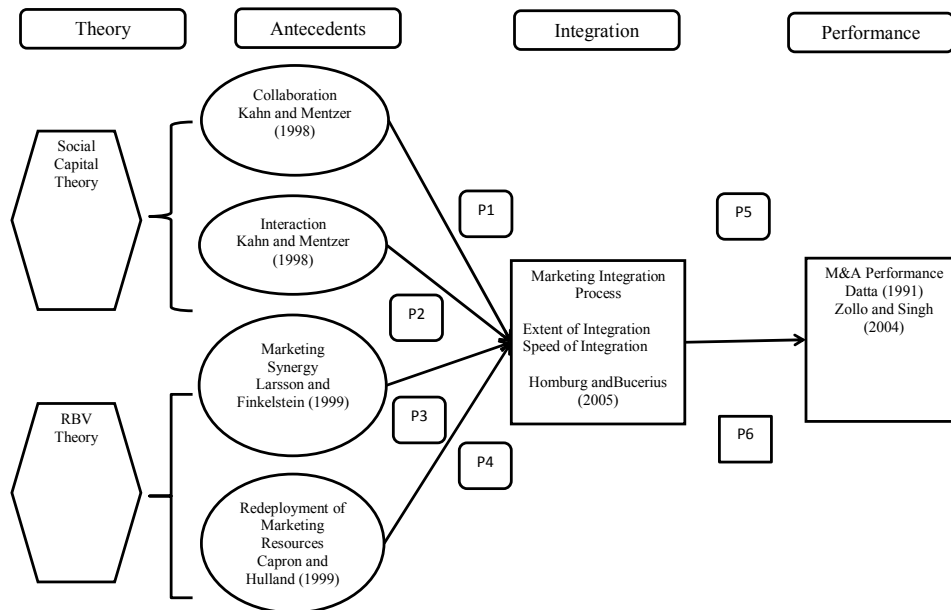 Theory
Antecedents
Integration
Performance
Social
Capital
Theory
Collaboration
Kahn and Mentzer
(1998)
Interaction
Kahn and Mentzer
(1998)
RBV
Theory
Marketing
Synergy
Larsson and
Finkelstein (1999)
Redeployment of
Marketing
Resources
Capron and
Hulland (1999)
P1
P2
P3
P4
Marketing Integration
Process
Extent of Integration
Speed of Integration
Homburg andBucerius
(2005)
P5
P6
M&A Performance
Datta (1991)
Zollo and Singh
(2004)